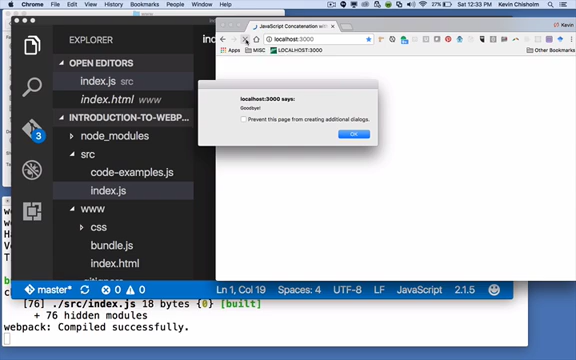 Chrome File Edit View History Bookmarks People Window Help
27% Sat 12:33 PM Kevin Chisholm
JavaScript Concatenation with
Kevin
localhost:3000
Apps MISC LOCALHOST:3000 Other Bookmarks
EXPLORER
OPEN EDITORS
index.js src
index.html www
INTRODUCTION-TO-WEBP...
node_modules
src
code-examples.js
index.js
www
css
bundle.js
index.html
localhost:3000 says:
Goodbye!
Prevent this page from creating additional dialogs.
OK
3
master* 0 0 Ln 1, Col 19 Spaces: 4 UTF-8 LF JavaScript 2.1.5
[76] ./src/index.js 18 bytes {0} [built]
+ 76 hidden modules
webpack: Compiled successfully.